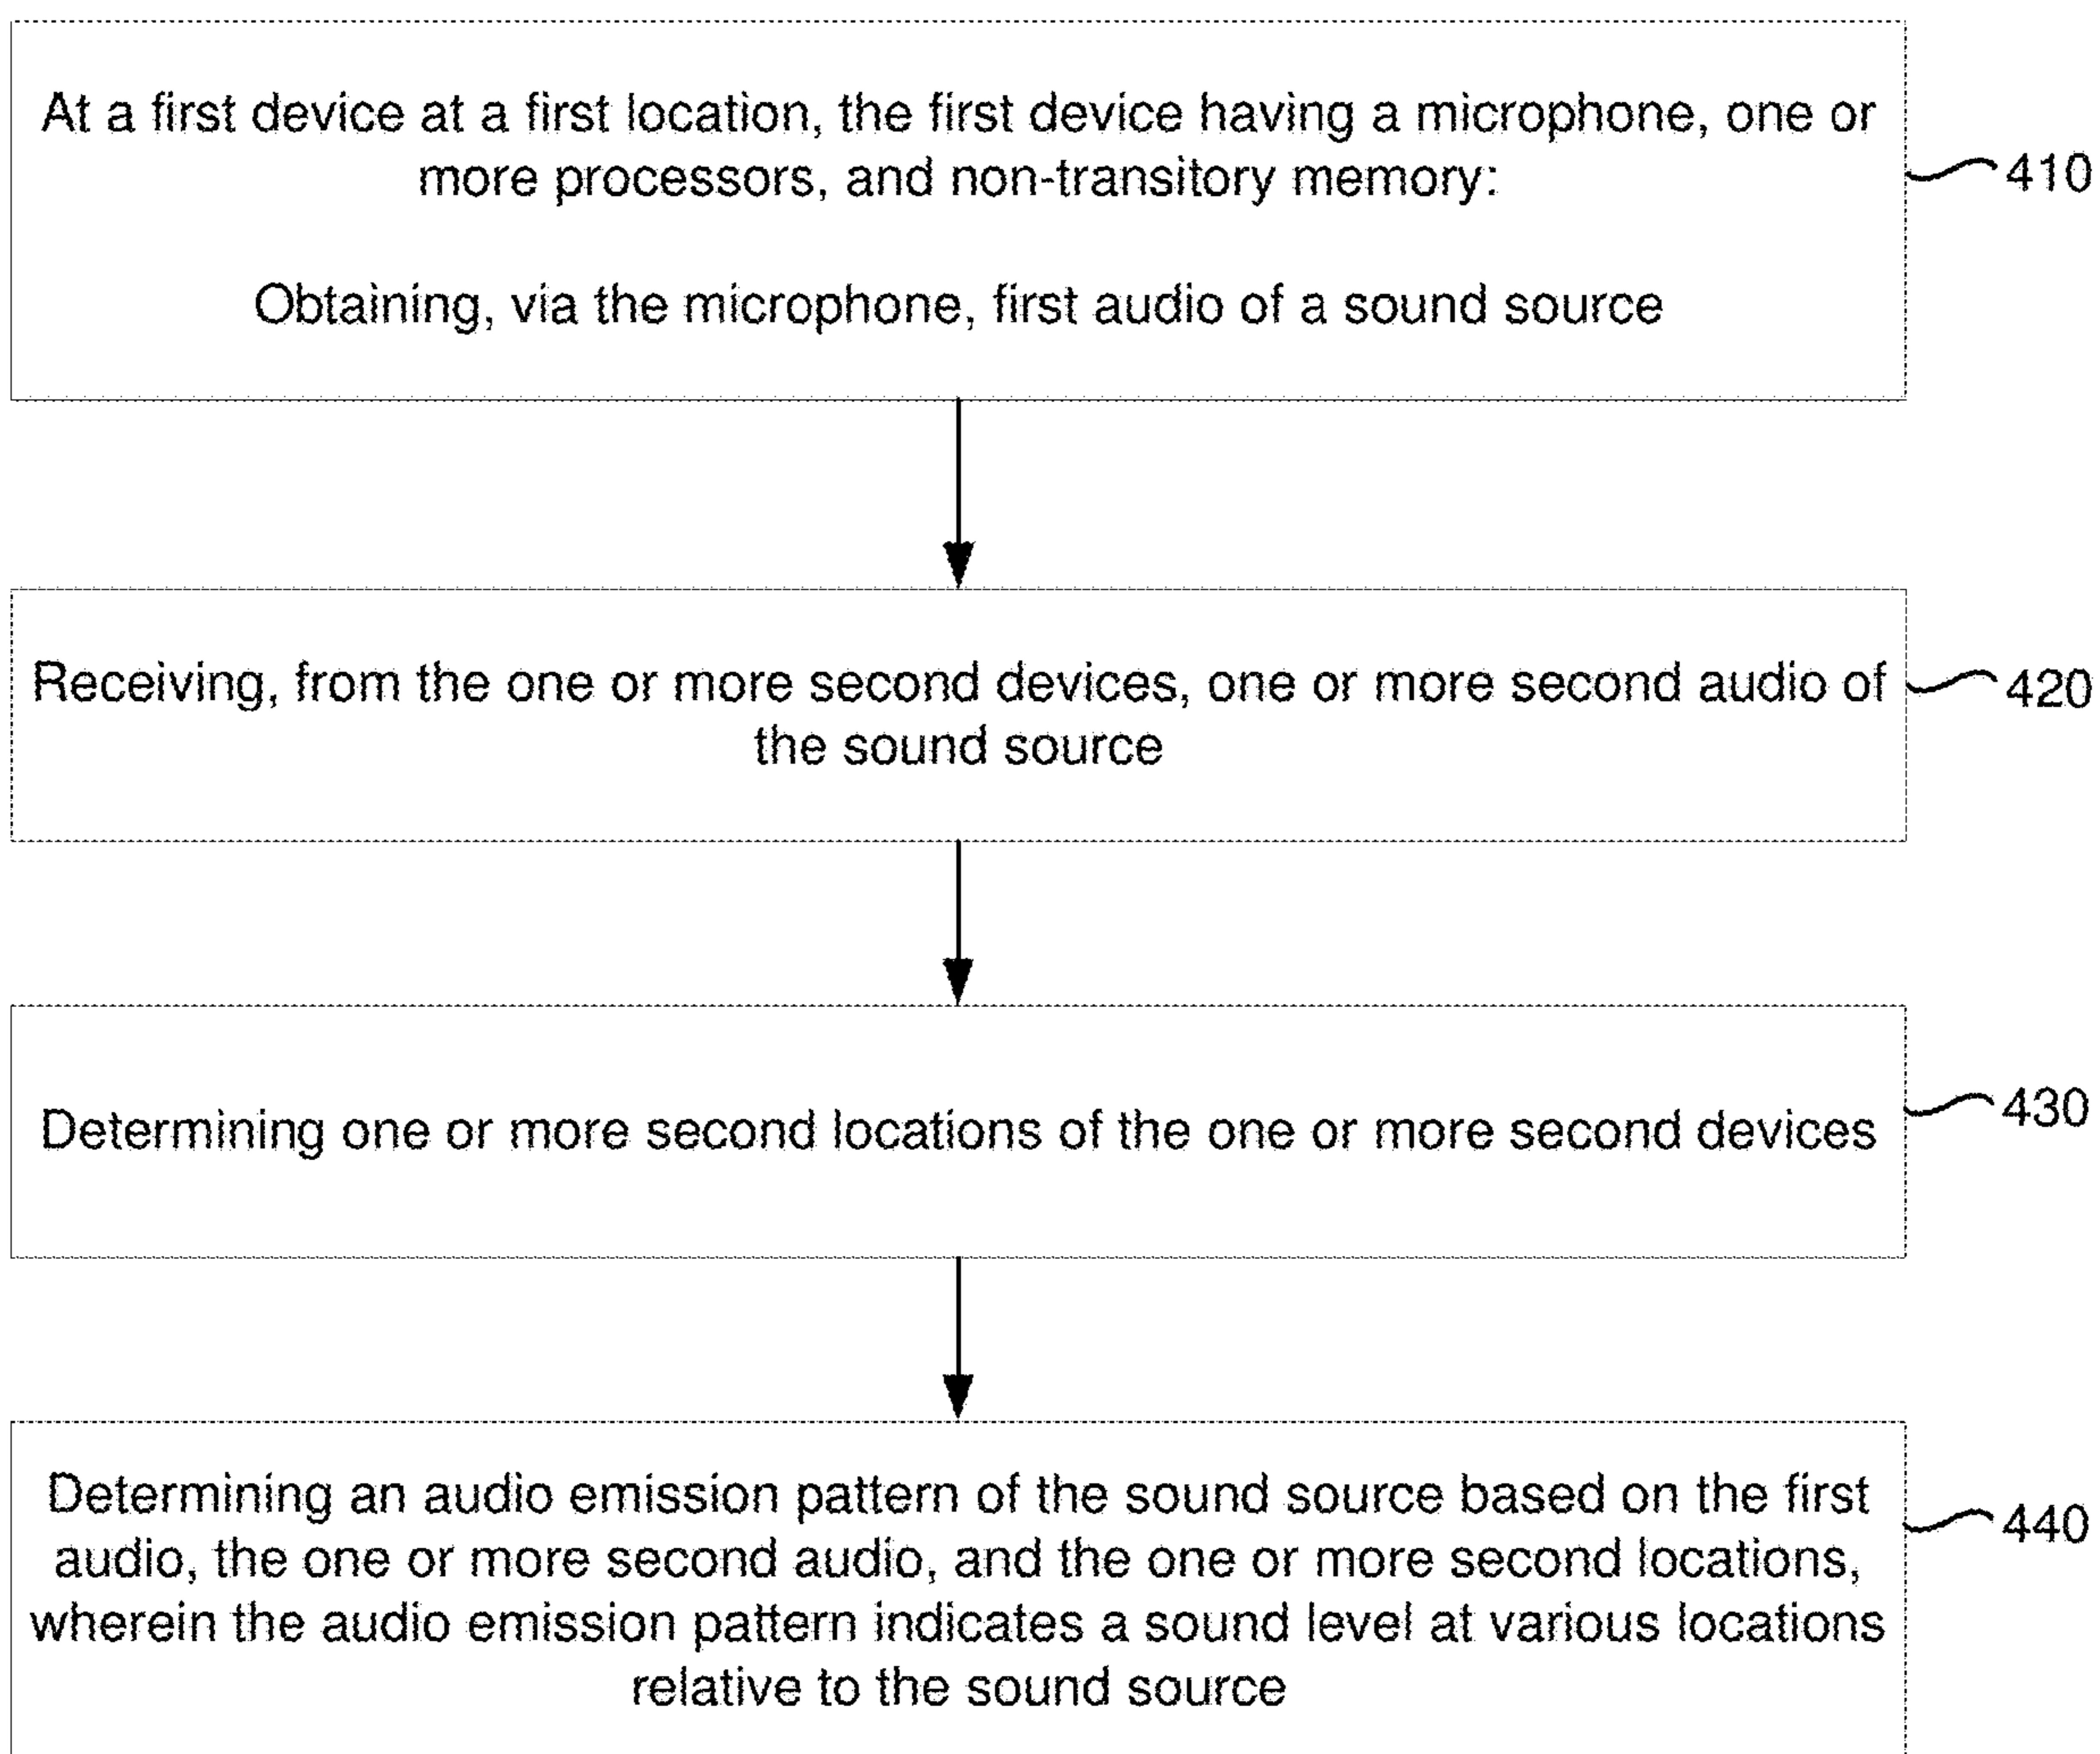 At a first device at a first location, the first device having a microphone, one or
more processors, and non-transitory memory:
410
Obtaining, via the microphone, first audio of a sound source
Receiving, from the one or more second devices, one or more second audio of
420
the sound source
Determining one or more second locations of the one or more second devices
430
Determining an audio emission pattern of the sound source based on the first
440
audio, the one or more second audio, and the one or more second locations,
wherein the audio emission pattern indicates a sound level at various locations
relative to the sound source